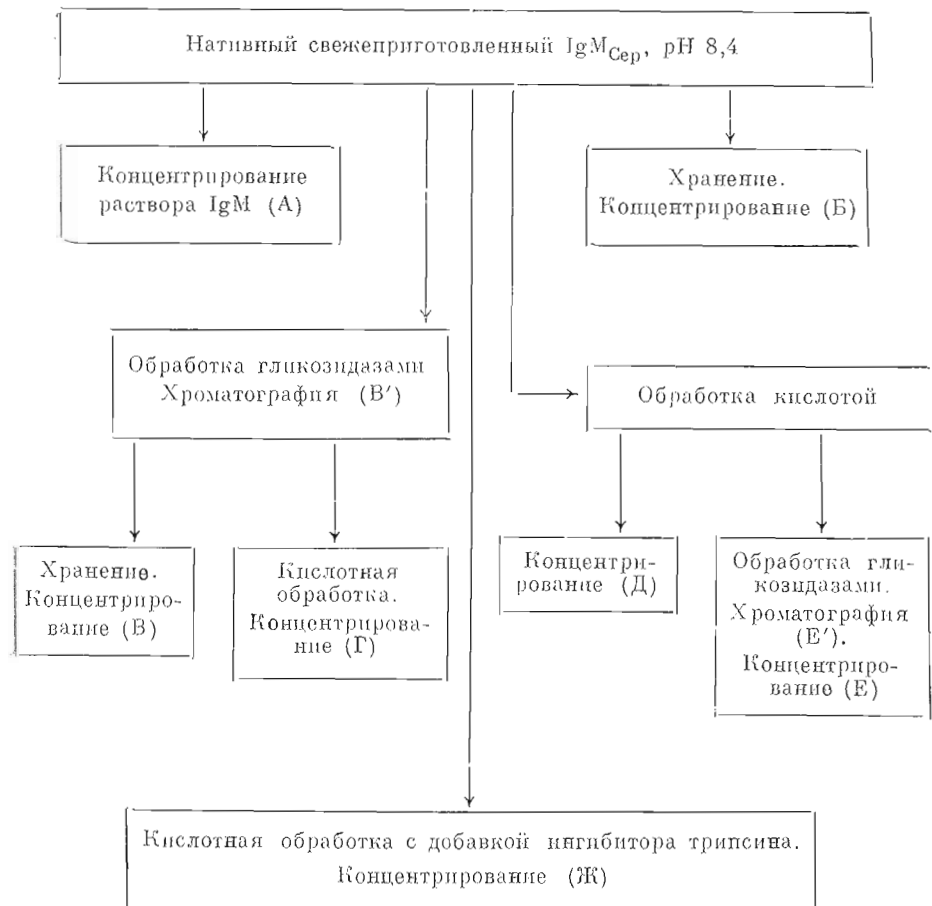 Нативный свежеприготовленный IgMСер, pH 8,4
Концентрирование
раствора IgM (А)
Хранение.
Концентрирование (Б)
Обработка гликозидазами
Хроматография (В′)
Обработка кислотой
Хранение.
Концентриро-
вание (В)
Кислотная
обработка.
Концентрирова-
ние (Г)
Концентри-
рование (Д)
Обработка гли-
козидазами.
Хроматография
(Е′).
Концентриро-
вание (Е)
Кислотная обработка с добавкой ингибитора трипсина.
Концентрирование (Ж)